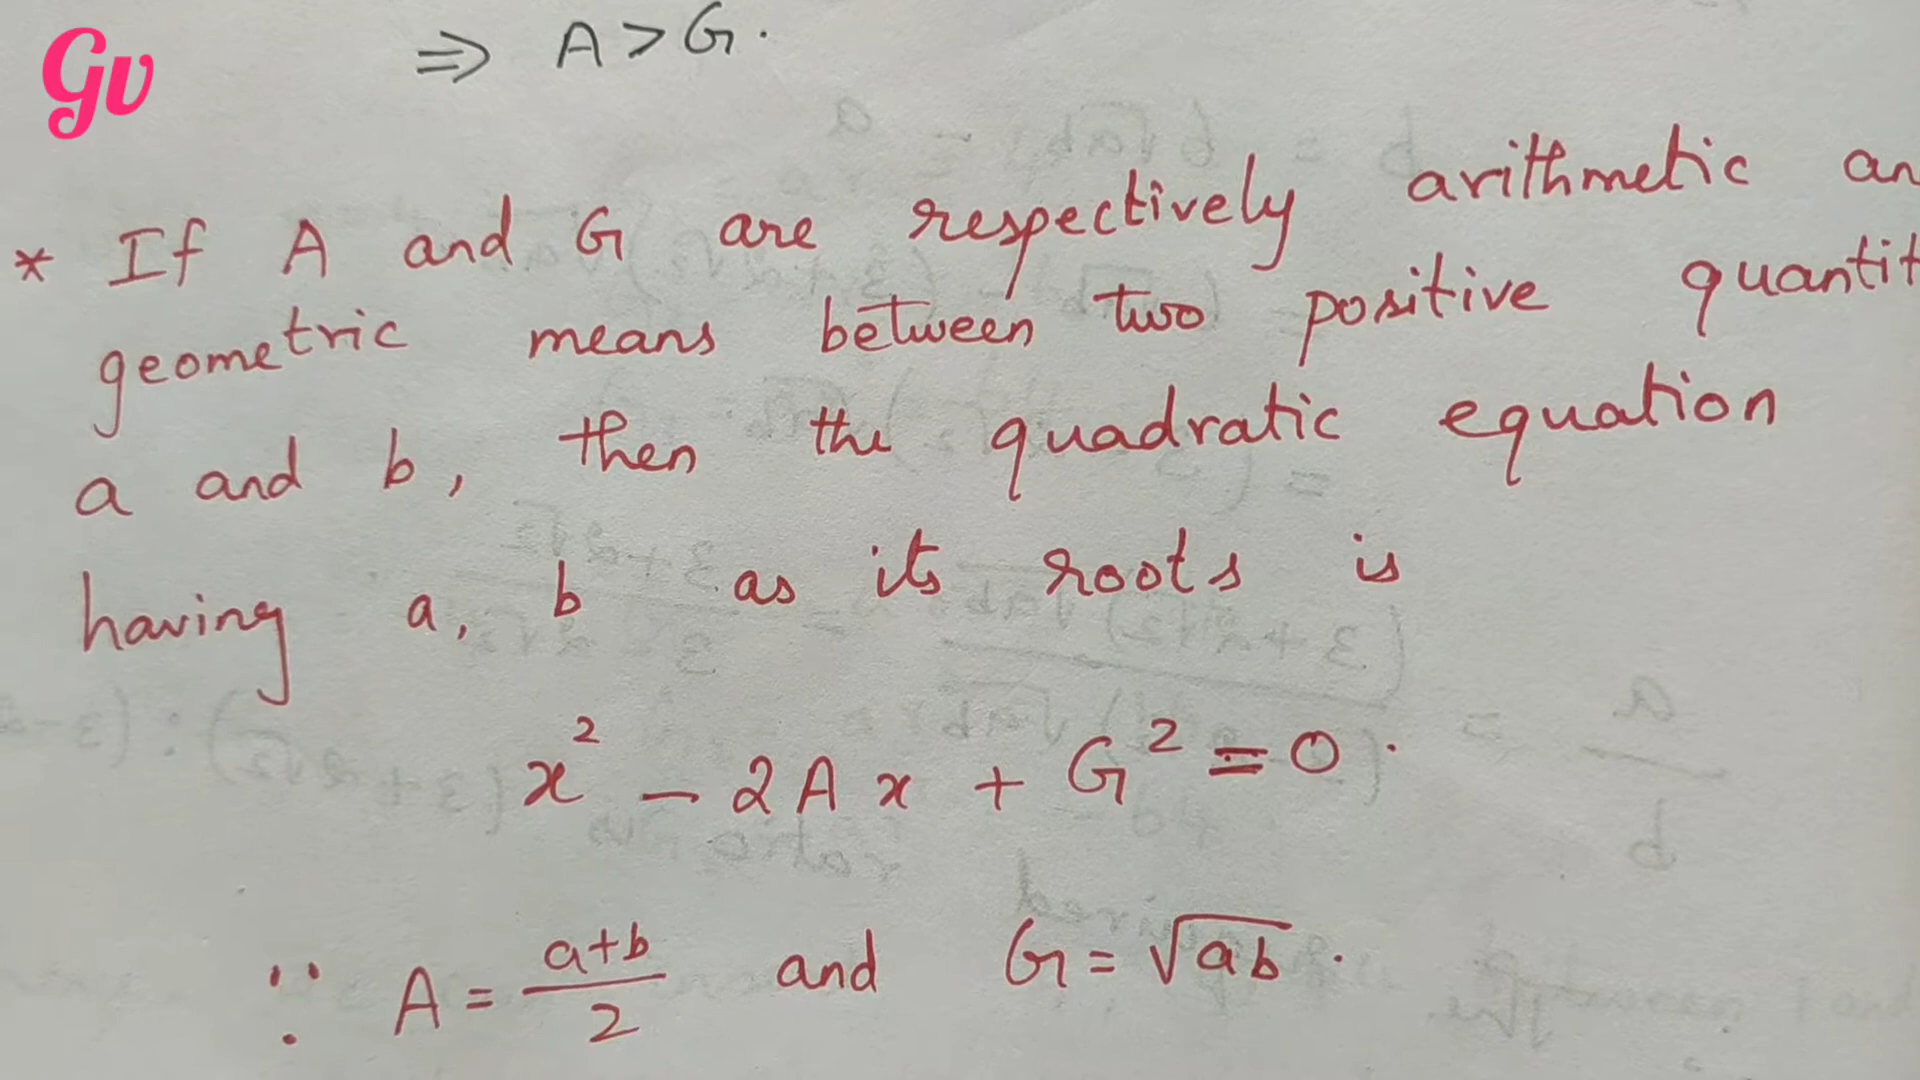 Gv
⇒ A > G.
* If A and G are respectively arithmetic an
geometric means between two positive quantit
a and b, then the quadratic equation
having a, b as its roots is
x² - 2Ax + G² = 0.
∵ A = (a+b)/2 and G = √ab.